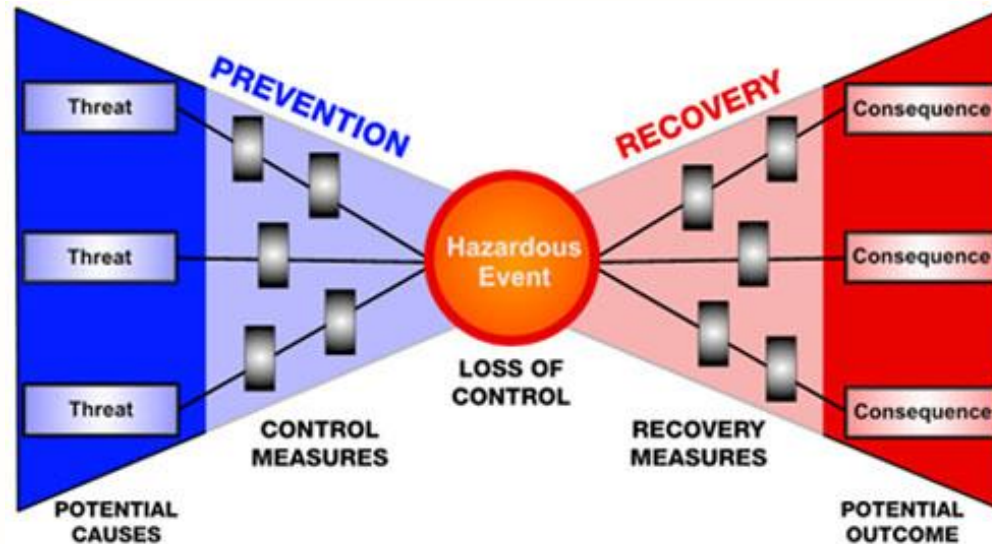 PREVENTION
RECOVERY
Threat
Consequence
Threat
Hazardous
Event
Consequence
Threat
Consequence
LOSS OF
CONTROL
CONTROL
MEASURES
RECOVERY
MEASURES
POTENTIAL
CAUSES
POTENTIAL
OUTCOME